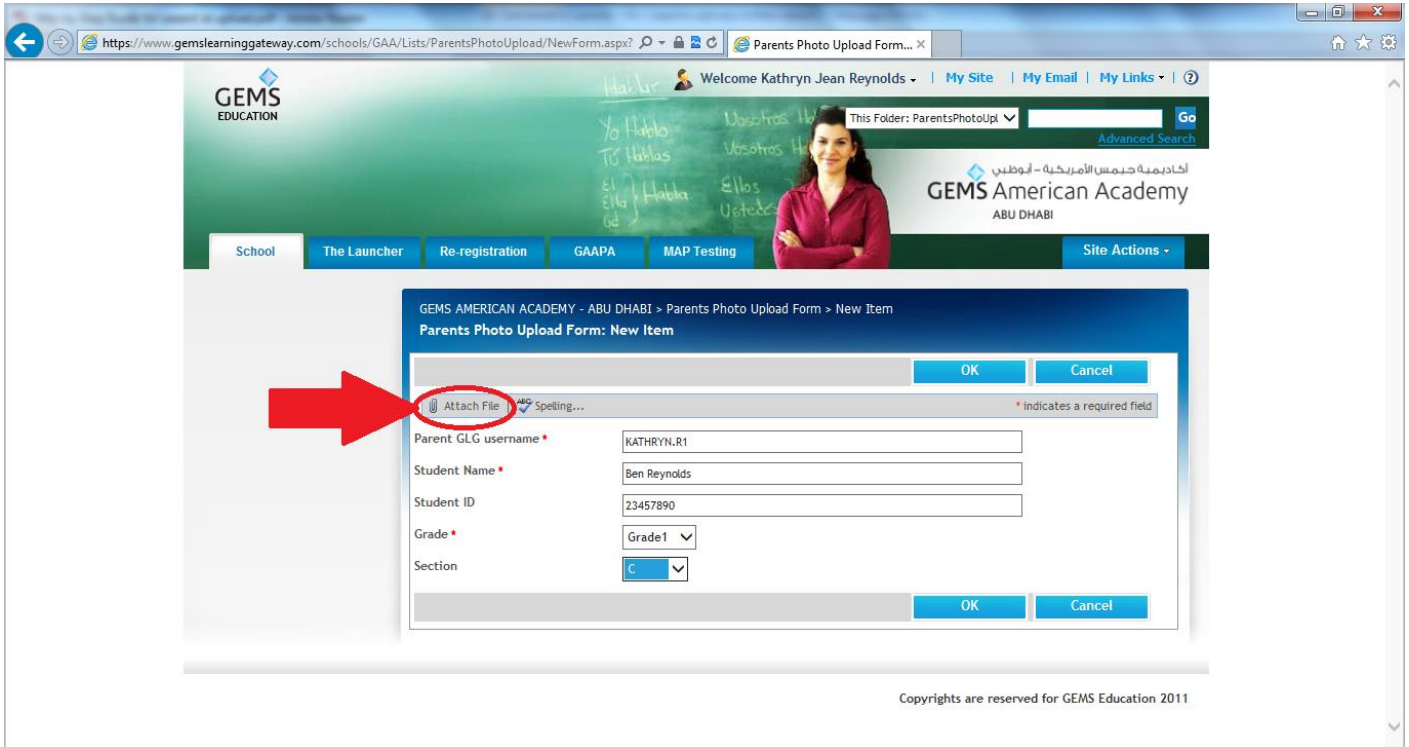 https://www.gemslearninggateway.com/schools/GAA/Lists/ParentsPhotoUpload/NewForm.aspx?
Parents Photo Upload Form...
GEMS
EDUCATION
Welcome Kathryn Jean Reynolds
My Site | My Email | My Links
This Folder: ParentsPhotoUpl
Go
Advanced Search
Hablar
Yo Hablo
Nosotros
Tú Hablas
Vosotros
Él
Ella
Ud
Habla
Ellos
Ustedes
أكاديمية جيمس الأمريكية - أبوظبي
GEMS American Academy
ABU DHABI
School
The Launcher
Re-registration
GAAPA
MAP Testing
Site Actions
GEMS AMERICAN ACADEMY - ABU DHABI > Parents Photo Upload Form > New Item
Parents Photo Upload Form: New Item
OK Cancel
Attach File | ABC Spelling...
* indicates a required field
Parent GLG username *
KATHRYN.R1
Student Name *
Ben Reynolds
Student ID
23457890
Grade *
Grade1
Section
C
OK Cancel
Copyrights are reserved for GEMS Education 2011